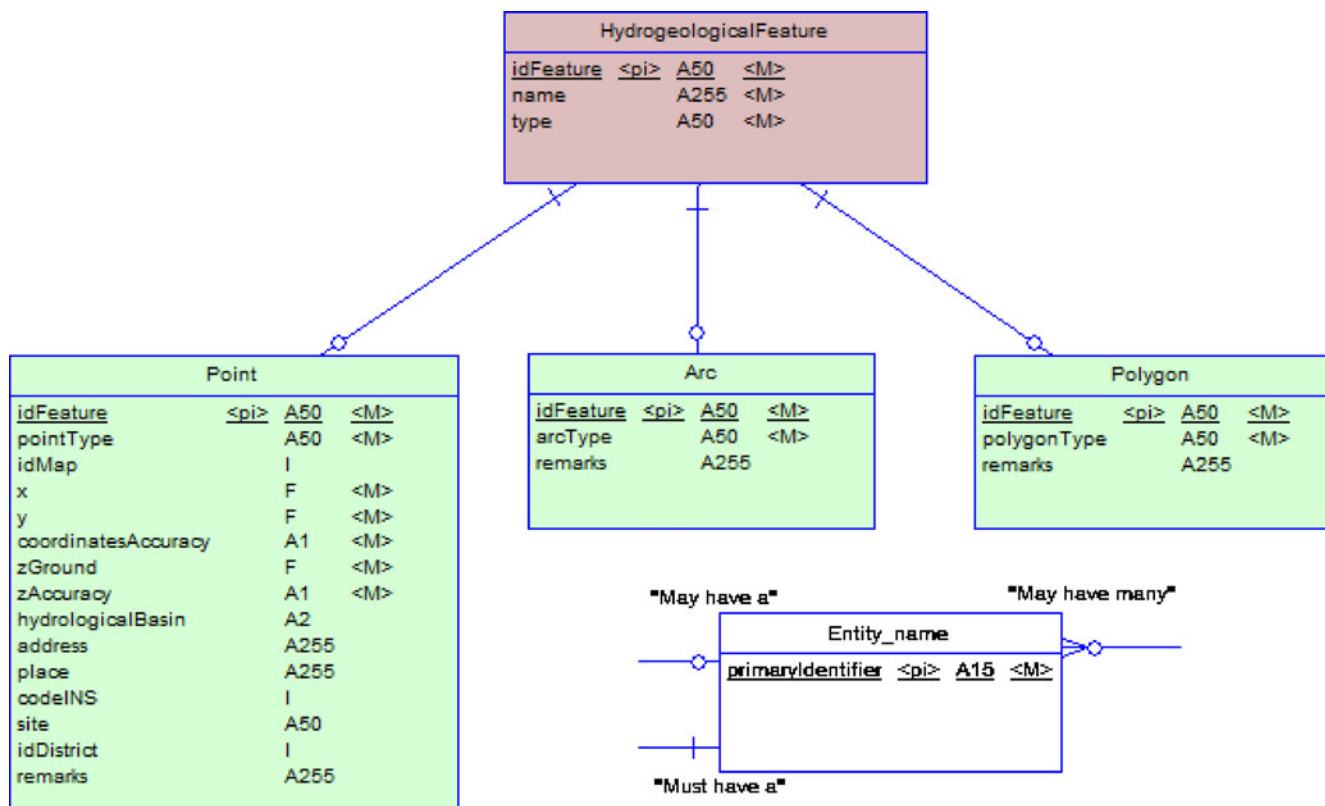 HydrogeologicalFeature
idFeature <pi> A50 <M>
name A255 <M>
type A50 <M>
Point
idFeature <pi> A50 <M>
pointType A50 <M>
idMap I
x F <M>
y F <M>
coordinatesAccuracy A1 <M>
zGround F <M>
zAccuracy A1 <M>
hydrologicalBasin A2
address A255
place A255
codeINS I
site A50
idDistrict I
remarks A255
Arc
idFeature <pi> A50 <M>
arcType A50 <M>
remarks A255
Polygon
idFeature <pi> A50 <M>
polygonType A50 <M>
remarks A255
"May have a"
"May have many"
Entity_name
primaryIdentifier <pi> A15 <M>
"Must have a"